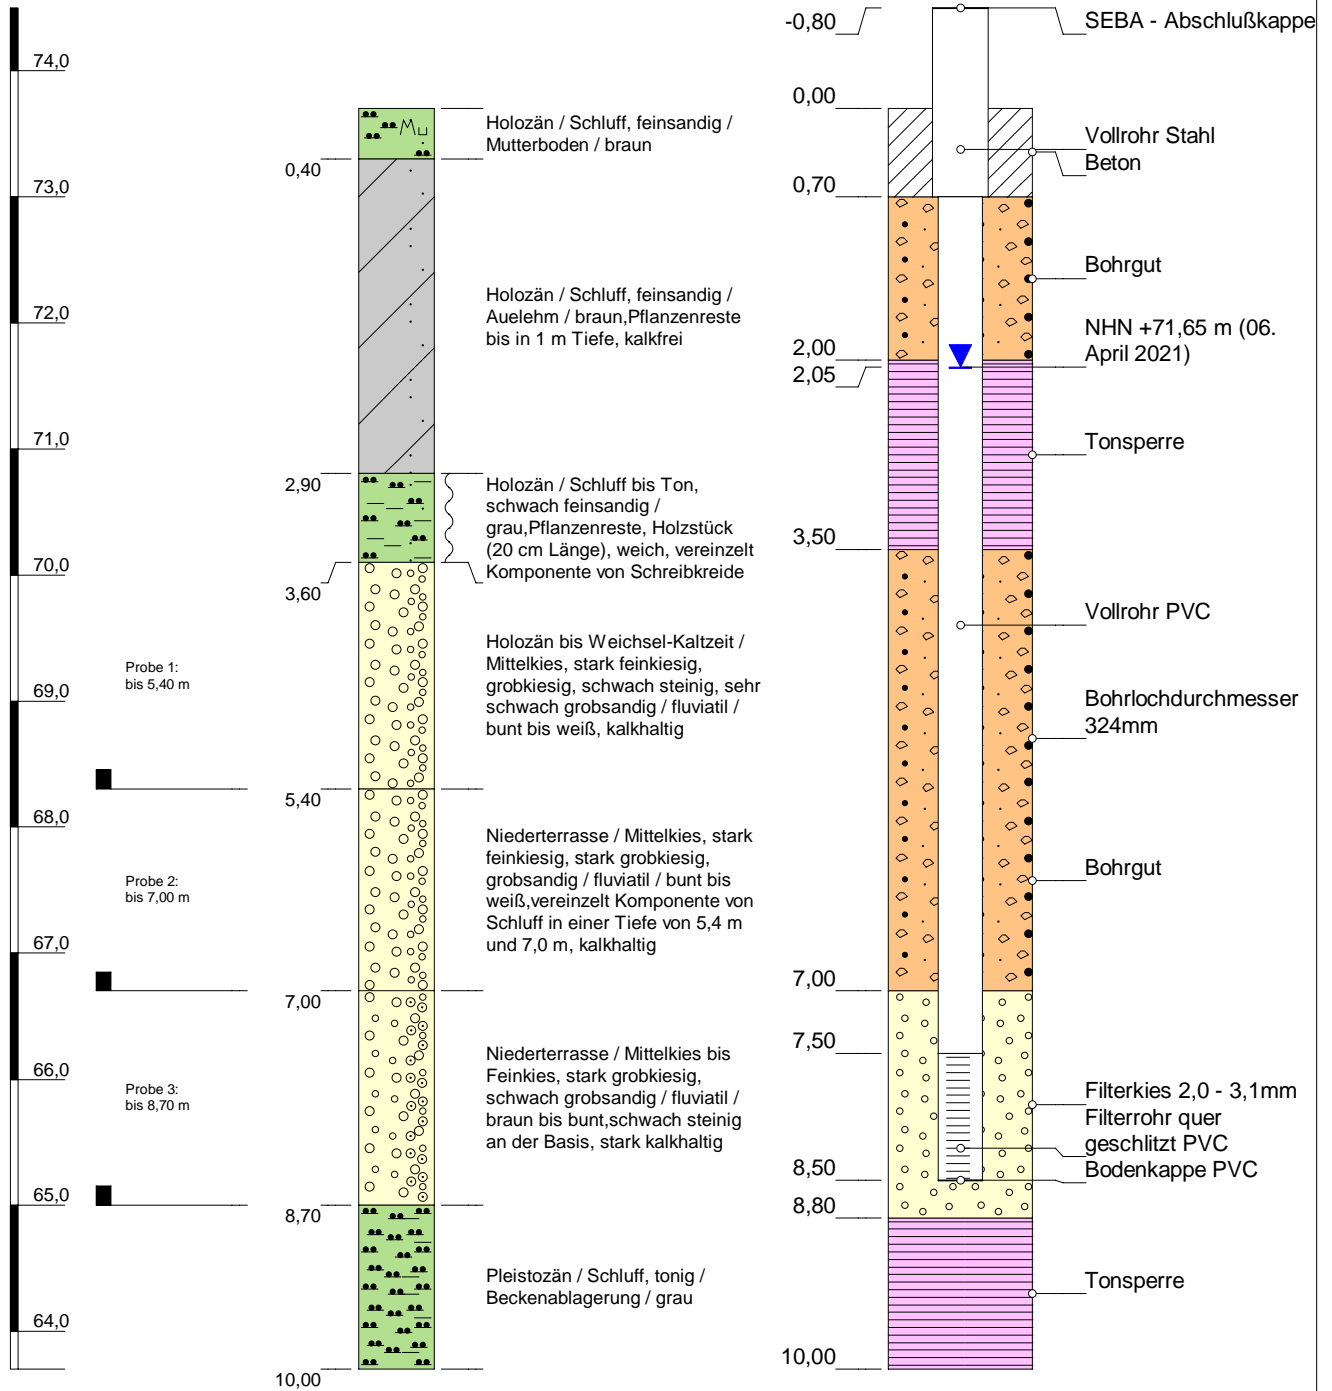 74,0
73,0
72,0
71,0
70,0
69,0
68,0
67,0
66,0
65,0
64,0
Probe 1:
bis 5,40 m
Probe 2:
bis 7,00 m
Probe 3:
bis 8,70 m
Mu
0,40
2,90
3,60
5,40
7,00
8,70
10,00
Holozän / Schluff, feinsandig /
Mutterboden / braun
Holozän / Schluff, feinsandig /
Auelehm / braun,Pflanzenreste
bis in 1 m Tiefe, kalkfrei
Holozän / Schluff bis Ton,
schwach feinsandig /
grau,Pflanzenreste, Holzstück
(20 cm Länge), weich, vereinzelt
Komponente von Schreibkreide
Holozän bis Weichsel-Kaltzeit /
Mittelkies, stark feinkiesig,
grobkiesig, schwach steinig, sehr
schwach grobsandig / fluviatil /
bunt bis weiß, kalkhaltig
Niederterrasse / Mittelkies, stark
feinkiesig, stark grobkiesig,
grobsandig / fluviatil / bunt bis
weiß,vereinzelt Komponente von
Schluff in einer Tiefe von 5,4 m
und 7,0 m, kalkhaltig
Niederterrasse / Mittelkies bis
Feinkies, stark grobkiesig,
schwach grobsandig / fluviatil /
braun bis bunt,schwach steinig
an der Basis, stark kalkhaltig
Pleistozän / Schluff, tonig /
Beckenablagerung / grau
-0,80
0,00
0,70
2,00
2,05
3,50
7,00
7,50
8,50
8,80
10,00
SEBA - Abschlußkappe
Vollrohr Stahl
Beton
Bohrgut
NHN +71,65 m (06.
April 2021)
Tonsperre
Vollrohr PVC
Bohrlochdurchmesser
324mm
Bohrgut
Filterkies 2,0 - 3,1mm
Filterrohr quer
geschlitzt PVC
Bodenkappe PVC
Tonsperre